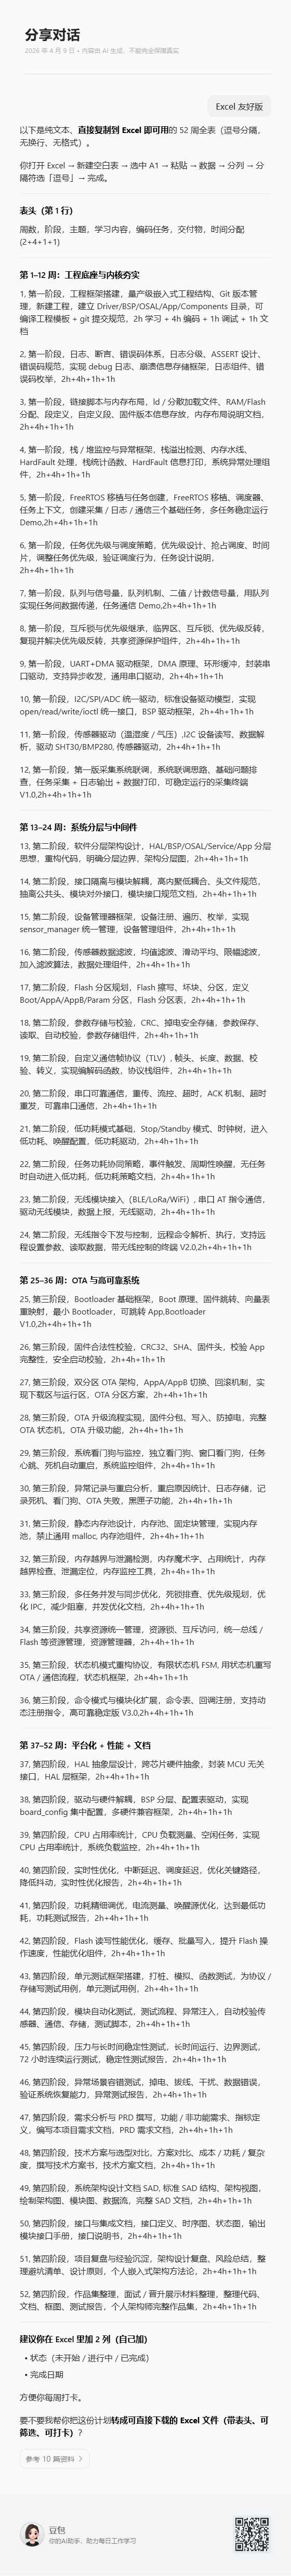 分享对话
2026 年 4 月 9 日 • 内容由 AI 生成，不能完全保障真实
Excel 友好版
以下是纯文本、直接复制到 Excel 即可用的 52 周全表（逗号分隔，
无换行、无格式）。
你打开 Excel → 新建空白表 → 选中 A1 → 粘贴 → 数据 → 分列 → 分
隔符选「逗号」→ 完成。
表头（第 1 行）
周数，阶段，主题，学习内容，编码任务，交付物，时间分配
(2+4+1+1)
第 1–12 周：工程底座与内核夯实
1, 第一阶段，工程框架搭建，量产级嵌入式工程结构、Git 版本管
理，新建工程，建立 Driver/BSP/OSAL/App/Components 目录，可
编译工程模板 + git 提交规范，2h 学习 + 4h 编码 + 1h 调试 + 1h 文
档
2, 第一阶段，日志、断言、错误码体系，日志分级、ASSERT 设计、
错误码规范，实现 debug 日志、崩溃信息存储框架，日志组件、错
误码枚举，2h+4h+1h+1h
3, 第一阶段，链接脚本与内存布局，ld / 分散加载文件、RAM/Flash
分配、段定义，自定义段、固件版本信息存放，内存布局说明文档，
2h+4h+1h+1h
4, 第一阶段，栈 / 堆监控与异常框架，栈溢出检测、内存水线、
HardFault 处理，栈统计函数、HardFault 信息打印，系统异常处理组
件，2h+4h+1h+1h
5, 第一阶段，FreeRTOS 移植与任务创建，FreeRTOS 移植、调度器、
任务上下文，创建采集 / 日志 / 通信三个基础任务，多任务稳定运行
Demo,2h+4h+1h+1h
6, 第一阶段，任务优先级与调度策略，优先级设计、抢占调度、时间
片，调整任务优先级，验证调度行为，任务设计说明，
2h+4h+1h+1h
7, 第一阶段，队列与信号量，队列机制、二值 / 计数信号量，用队列
实现任务间数据传递，任务通信 Demo,2h+4h+1h+1h
8, 第一阶段，互斥锁与优先级继承，临界区、互斥锁、优先级反转，
复现并解决优先级反转，共享资源保护组件，2h+4h+1h+1h
9, 第一阶段，UART+DMA 驱动框架，DMA 原理、环形缓冲，封装串
口驱动，支持异步收发，通用串口驱动，2h+4h+1h+1h
10, 第一阶段，I2C/SPI/ADC 统一驱动，标准设备驱动模型，实现
open/read/write/ioctl 统一接口，BSP 驱动框架，2h+4h+1h+1h
11, 第一阶段，传感器驱动（温湿度 / 气压）,I2C 设备读写、数据解
析，驱动 SHT30/BMP280, 传感器驱动，2h+4h+1h+1h
12, 第一阶段，第一版采集系统联调，系统联调思路、基础问题排
查，任务采集 + 日志输出 + 数据打印，可稳定运行的采集终端
V1.0,2h+4h+1h+1h
第 13–24 周：系统分层与中间件
13, 第二阶段，软件分层架构设计，HAL/BSP/OSAL/Service/App 分层
思想，重构代码，明确分层边界，架构分层图，2h+4h+1h+1h
14, 第二阶段，接口隔离与模块解耦，高内聚低耦合、头文件规范，
抽离公共头、模块对外接口，模块接口规范文档，2h+4h+1h+1h
15, 第二阶段，设备管理器框架，设备注册、遍历、枚举，实现
sensor_manager 统一管理，设备管理组件，2h+4h+1h+1h
16, 第二阶段，传感器数据滤波，均值滤波、滑动平均、限幅滤波，
加入滤波算法，数据处理组件，2h+4h+1h+1h
17, 第二阶段，Flash 分区规划，Flash 擦写、坏块、分区，定义
Boot/AppA/AppB/Param 分区，Flash 分区表，2h+4h+1h+1h
18, 第二阶段，参数存储与校验，CRC、掉电安全存储，参数保存、
读取、自动校验，参数存储组件，2h+4h+1h+1h
19, 第二阶段，自定义通信帧协议（TLV）, 帧头、长度、数据、校
验、转义，实现编解码函数，协议栈组件，2h+4h+1h+1h
20, 第二阶段，串口可靠通信，重传、流控、超时，ACK 机制、超时
重发，可靠串口通信，2h+4h+1h+1h
21, 第二阶段，低功耗模式基础，Stop/Standby 模式、时钟树，进入
低功耗、唤醒配置，低功耗驱动，2h+4h+1h+1h
22, 第二阶段，任务功耗协同策略，事件触发、周期性唤醒，无任务
时自动进入低功耗，低功耗策略文档，2h+4h+1h+1h
23, 第二阶段，无线模块接入（BLE/LoRa/WiFi）, 串口 AT 指令通信，
驱动无线模块，数据上报，无线驱动，2h+4h+1h+1h
24, 第二阶段，无线指令下发与控制，远程命令解析、执行，支持远
程设置参数、读取数据，带无线控制的终端 V2.0,2h+4h+1h+1h
第 25–36 周：OTA 与高可靠系统
25, 第三阶段，Bootloader 基础框架，Boot 原理、固件跳转、向量表
重映射，最小 Bootloader，可跳转 App,Bootloader
V1.0,2h+4h+1h+1h
26, 第三阶段，固件合法性校验，CRC32、SHA、固件头，校验 App
完整性，安全启动校验，2h+4h+1h+1h
27, 第三阶段，双分区 OTA 架构，AppA/AppB 切换、回滚机制，实
现下载区与运行区，OTA 分区方案，2h+4h+1h+1h
28, 第三阶段，OTA 升级流程实现，固件分包、写入、防掉电，完整
OTA 状态机，OTA 升级功能，2h+4h+1h+1h
29, 第三阶段，系统看门狗与监控，独立看门狗、窗口看门狗，任务
心跳、死机自动重启，系统监控组件，2h+4h+1h+1h
30, 第三阶段，异常记录与重启分析，重启原因统计、日志存储，记
录死机、看门狗、OTA 失败，黑匣子功能，2h+4h+1h+1h
31, 第三阶段，静态内存池设计，内存池、固定块管理，实现内存
池，禁止通用 malloc, 内存池组件，2h+4h+1h+1h
32, 第三阶段，内存越界与泄漏检测，内存魔术字、占用统计，内存
越界检查、泄漏定位，内存监控工具，2h+4h+1h+1h
33, 第三阶段，多任务并发与同步优化，死锁排查、优先级规划，优
化 IPC，减少阻塞，并发优化文档，2h+4h+1h+1h
34, 第三阶段，共享资源统一管理，资源锁、互斥访问，统一总线 /
Flash 等资源管理，资源管理器，2h+4h+1h+1h
35, 第三阶段，状态机模式重构协议，有限状态机 FSM, 用状态机重写
OTA / 通信流程，状态机框架，2h+4h+1h+1h
36, 第三阶段，命令模式与模块化扩展，命令表、回调注册，支持动
态注册指令，高可靠稳定版 V3.0,2h+4h+1h+1h
第 37–52 周：平台化 + 性能 + 文档
37, 第四阶段，HAL 抽象层设计，跨芯片硬件抽象，封装 MCU 无关
接口，HAL 层框架，2h+4h+1h+1h
38, 第四阶段，驱动与硬件解耦，BSP 分层、配置表驱动，实现
board_config 集中配置，多硬件兼容框架，2h+4h+1h+1h
39, 第四阶段，CPU 占用率统计，CPU 负载测量、空闲任务，实现
CPU 占用率统计，系统负载监控，2h+4h+1h+1h
40, 第四阶段，实时性优化，中断延迟、调度延迟，优化关键路径，
降低抖动，实时性优化报告，2h+4h+1h+1h
41, 第四阶段，功耗精细调优，电流测量、唤醒源优化，达到最低功
耗，功耗测试报告，2h+4h+1h+1h
42, 第四阶段，Flash 读写性能优化，缓存、批量写入，提升 Flash 操
作速度，性能优化组件，2h+4h+1h+1h
43, 第四阶段，单元测试框架搭建，打桩、模拟、函数测试，为协议 /
存储写测试用例，单元测试用例，2h+4h+1h+1h
44, 第四阶段，模块自动化测试，测试流程、异常注入，自动校验传
感器、通信、存储，测试脚本，2h+4h+1h+1h
45, 第四阶段，压力与长时间稳定性测试，长时间运行、边界测试，
72 小时连续运行测试，稳定性测试报告，2h+4h+1h+1h
46, 第四阶段，异常场景容错测试，掉电、拔线、干扰、数据错误，
验证系统恢复能力，异常测试报告，2h+4h+1h+1h
47, 第四阶段，需求分析与 PRD 撰写，功能 / 非功能需求、指标定
义，编写本项目需求文档，PRD 需求文档，2h+4h+1h+1h
48, 第四阶段，技术方案与选型对比，方案对比、成本 / 功耗 / 复杂
度，撰写技术方案书，技术方案文档，2h+4h+1h+1h
49, 第四阶段，系统架构设计文档 SAD, 标准 SAD 结构、架构视图，
绘制架构图、模块图、数据流，完整 SAD 文档，2h+4h+1h+1h
50, 第四阶段，接口与集成文档，接口定义、时序图、状态图，输出
模块接口手册，接口说明书，2h+4h+1h+1h
51, 第四阶段，项目复盘与经验沉淀，架构设计复盘、风险总结，整
理避坑清单、设计原则，个人嵌入式架构方法论，2h+4h+1h+1h
52, 第四阶段，作品集整理，面试 / 晋升展示材料整理，整理代码、
文档、框图、测试报告，个人架构师完整作品集，2h+4h+1h+1h
建议你在 Excel 里加 2 列（自己加）
• 状态（未开始 / 进行中 / 已完成）
• 完成日期
方便你每周打卡。
要不要我帮你把这份计划转成可直接下载的 Excel 文件（带表头、可
筛选、可打卡）？
参考 10 篇资料 >
豆包
你的AI助手，助力每日工作学习